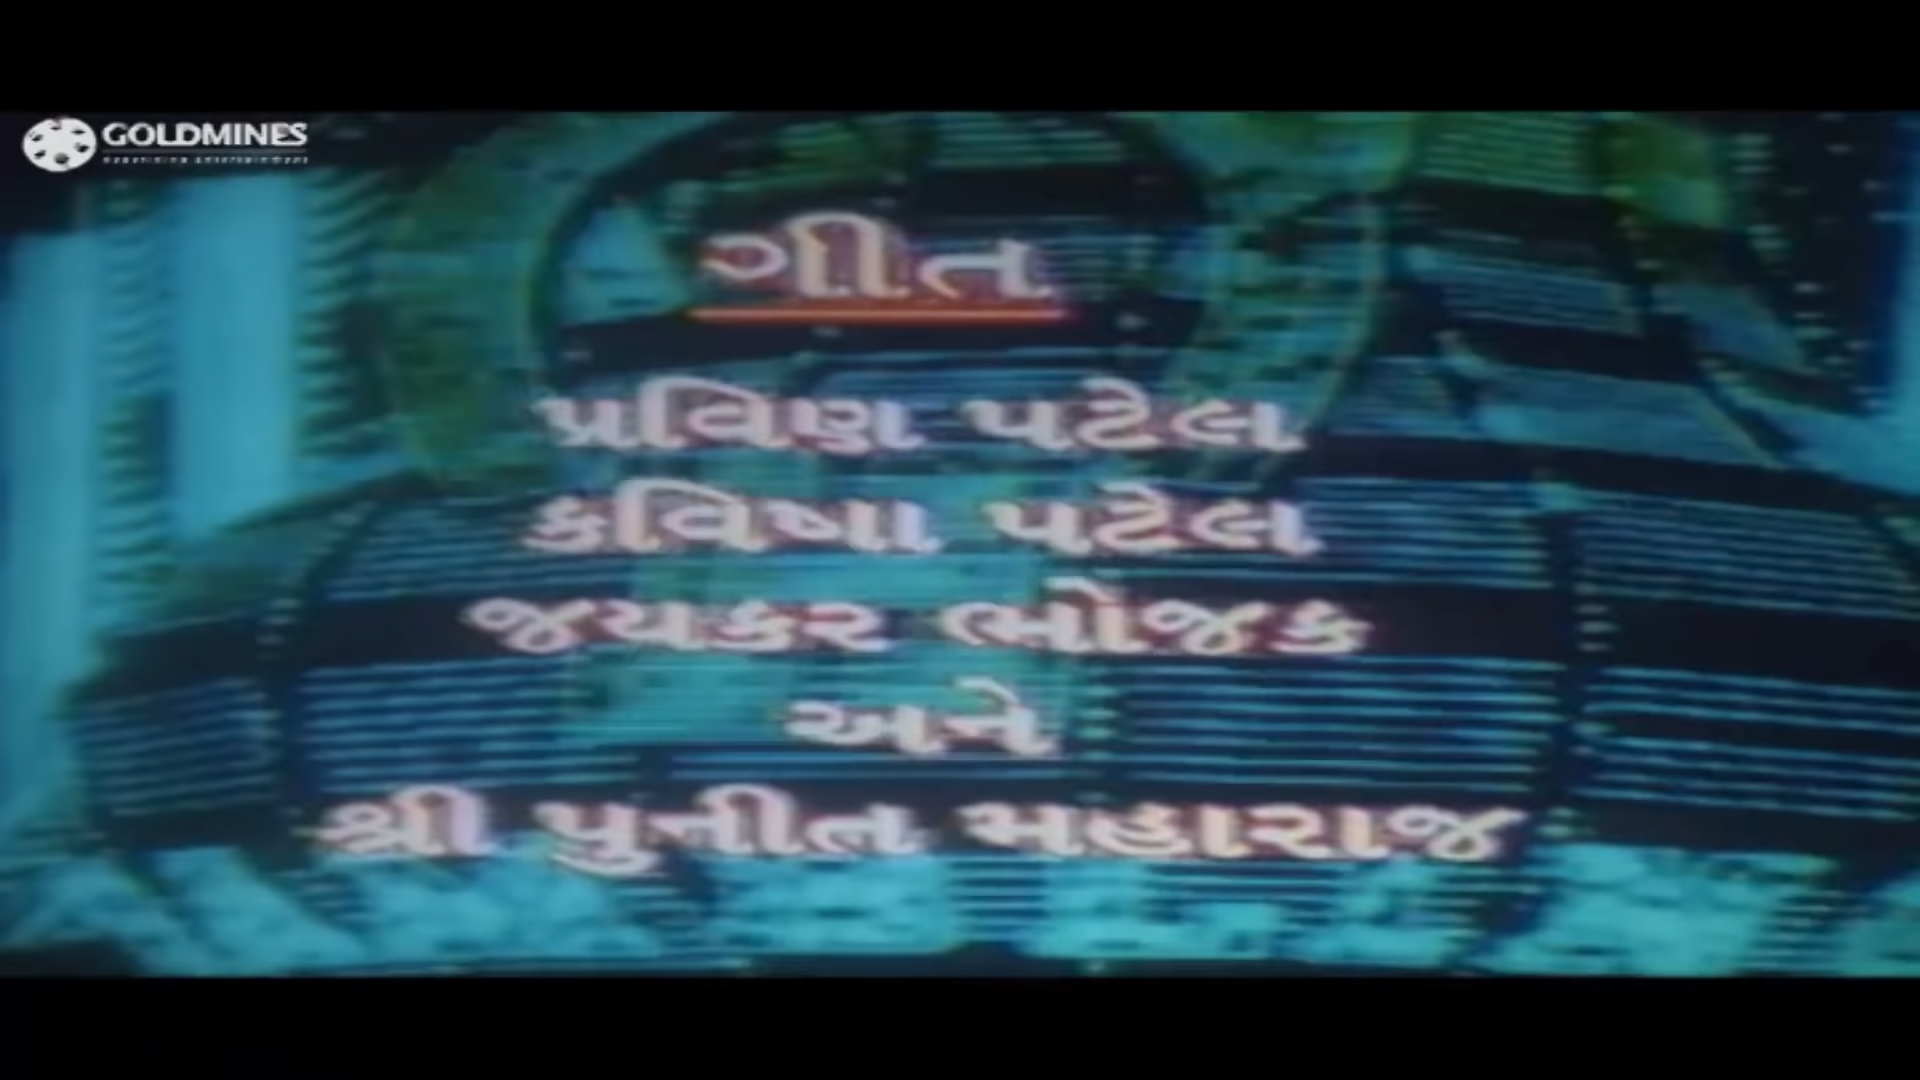 GOLDMINES
ગીત
પ્રવિણ પટેલ
કવિષા પટેલ
જયકર ભોજક
અને
શ્રી પુનીત મહારાજ